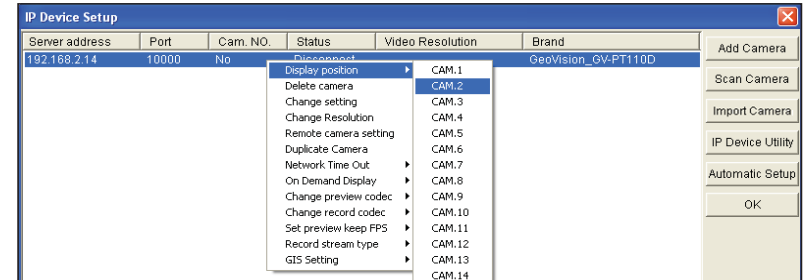 IP Device Setup
Server address Port Cam. NO. Status Video Resolution Brand
192.168.2.14 10000 No Disconnect GeoVision_GV-PT110D
Display position
Delete camera
Change setting
Change Resolution
Remote camera setting
Duplicate Camera
Network Time Out
On Demand Display
Change preview codec
Change record codec
Set preview keep FPS
Record stream type
GIS Setting
CAM.1
CAM.2
CAM.3
CAM.4
CAM.5
CAM.6
CAM.7
CAM.8
CAM.9
CAM.10
CAM.11
CAM.12
CAM.13
CAM.14
Add Camera
Scan Camera
Import Camera
IP Device Utility
Automatic Setup
OK